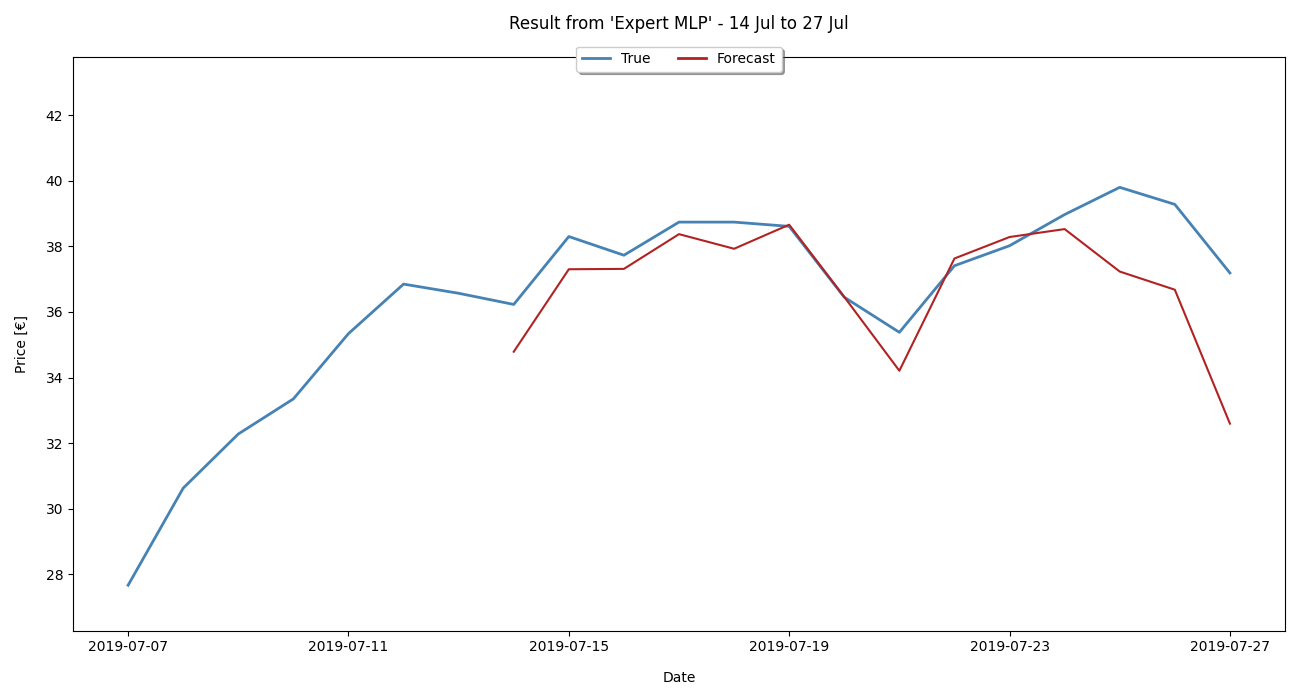 Result from 'Expert MLP' - 14 Jul to 27 Jul
True Forecast
Price [€]
42
40
38
36
34
32
30
28
2019-07-07 2019-07-11 2019-07-15 2019-07-19 2019-07-23 2019-07-27
Date